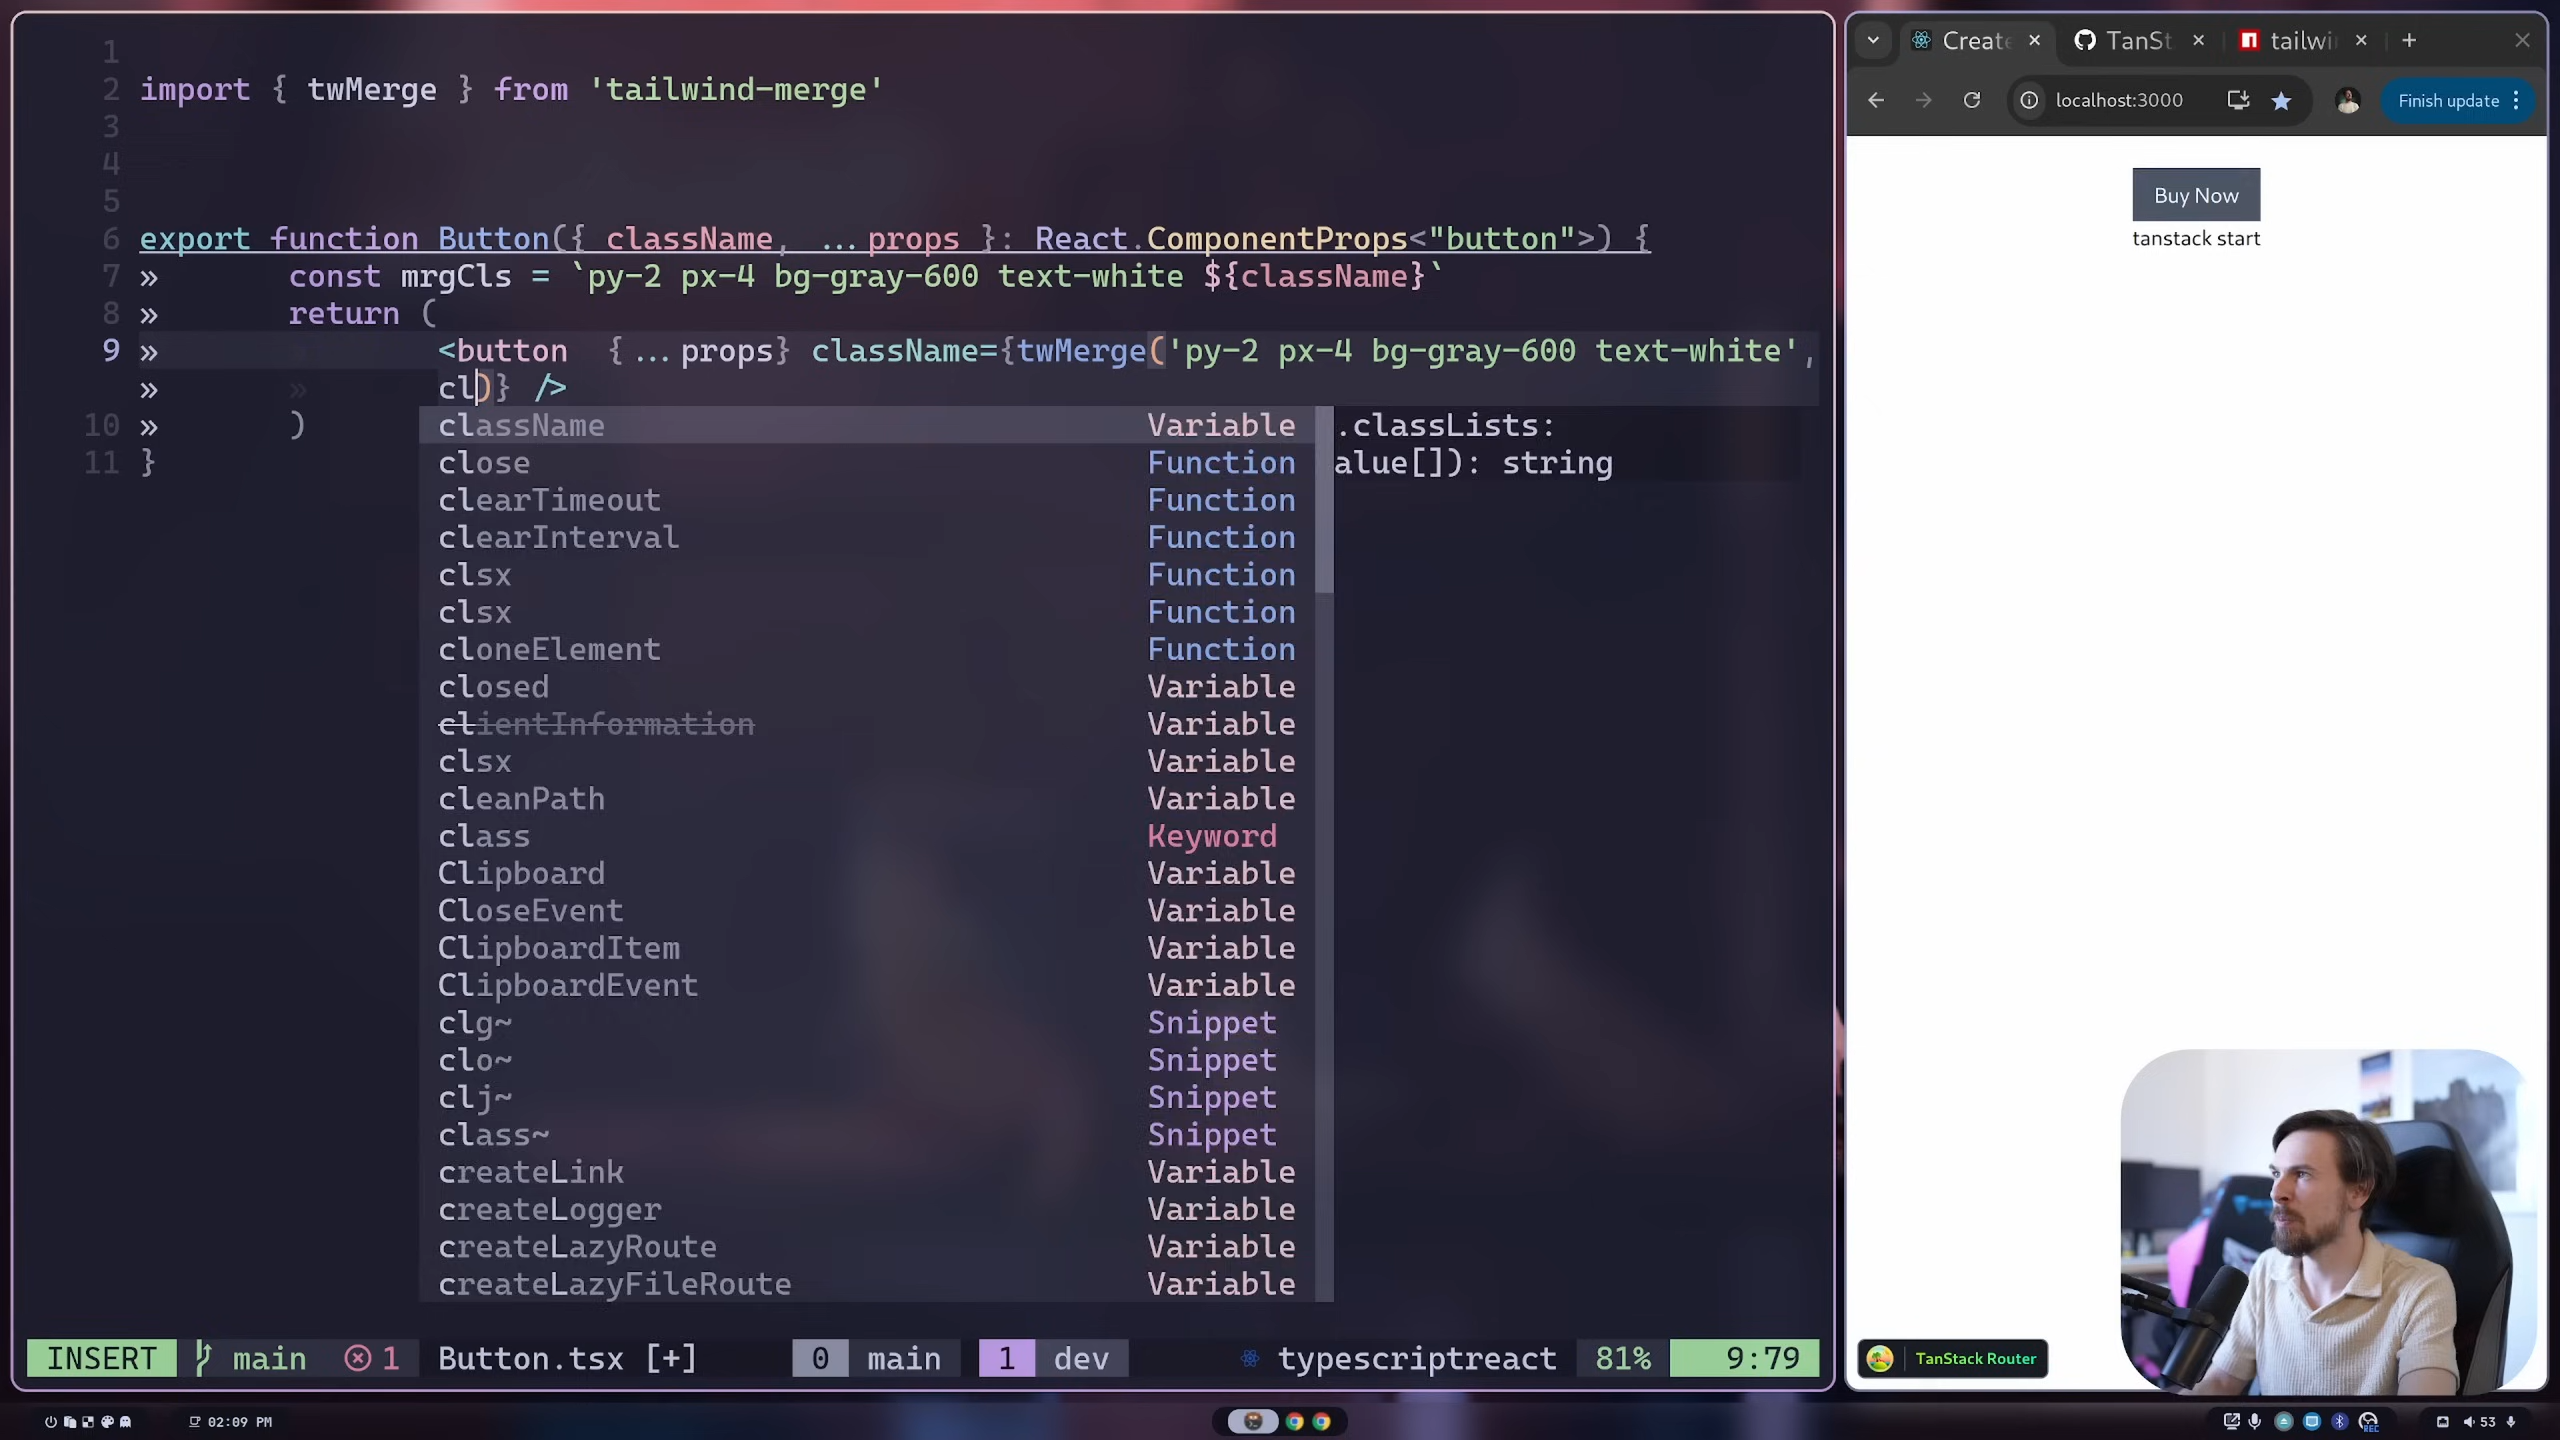 1
2 import { twMerge } from 'tailwind-merge'
3
4
5
6 export function Button({ className, ...props }: React.ComponentProps<"button">) {
7 » const mrgCls = `py-2 px-4 bg-gray-600 text-white ${className}`
8 » return (
9 » <button {...props} className={twMerge('py-2 px-4 bg-gray-600 text-white',
» » cl)} />
10 » )
11 }
className Variable
close Function
clearTimeout Function
clearInterval Function
clsx Function
clsx Function
cloneElement Function
closed Variable
clientInformation Variable
clsx Variable
cleanPath Variable
class Keyword
Clipboard Variable
CloseEvent Variable
ClipboardItem Variable
ClipboardEvent Variable
clg~ Snippet
clo~ Snippet
clj~ Snippet
class~ Snippet
createLink Variable
createLogger Variable
createLazyRoute Variable
createLazyFileRoute Variable
.classLists:
alue[]): string
INSERT main 1 Button.tsx [+] 0 main 1 dev typescriptreact 81% 9:79
Create TanSt tailwi
localhost:3000 Finish update
Buy Now
tanstack start
TanStack Router
02:09 PM
REC
53